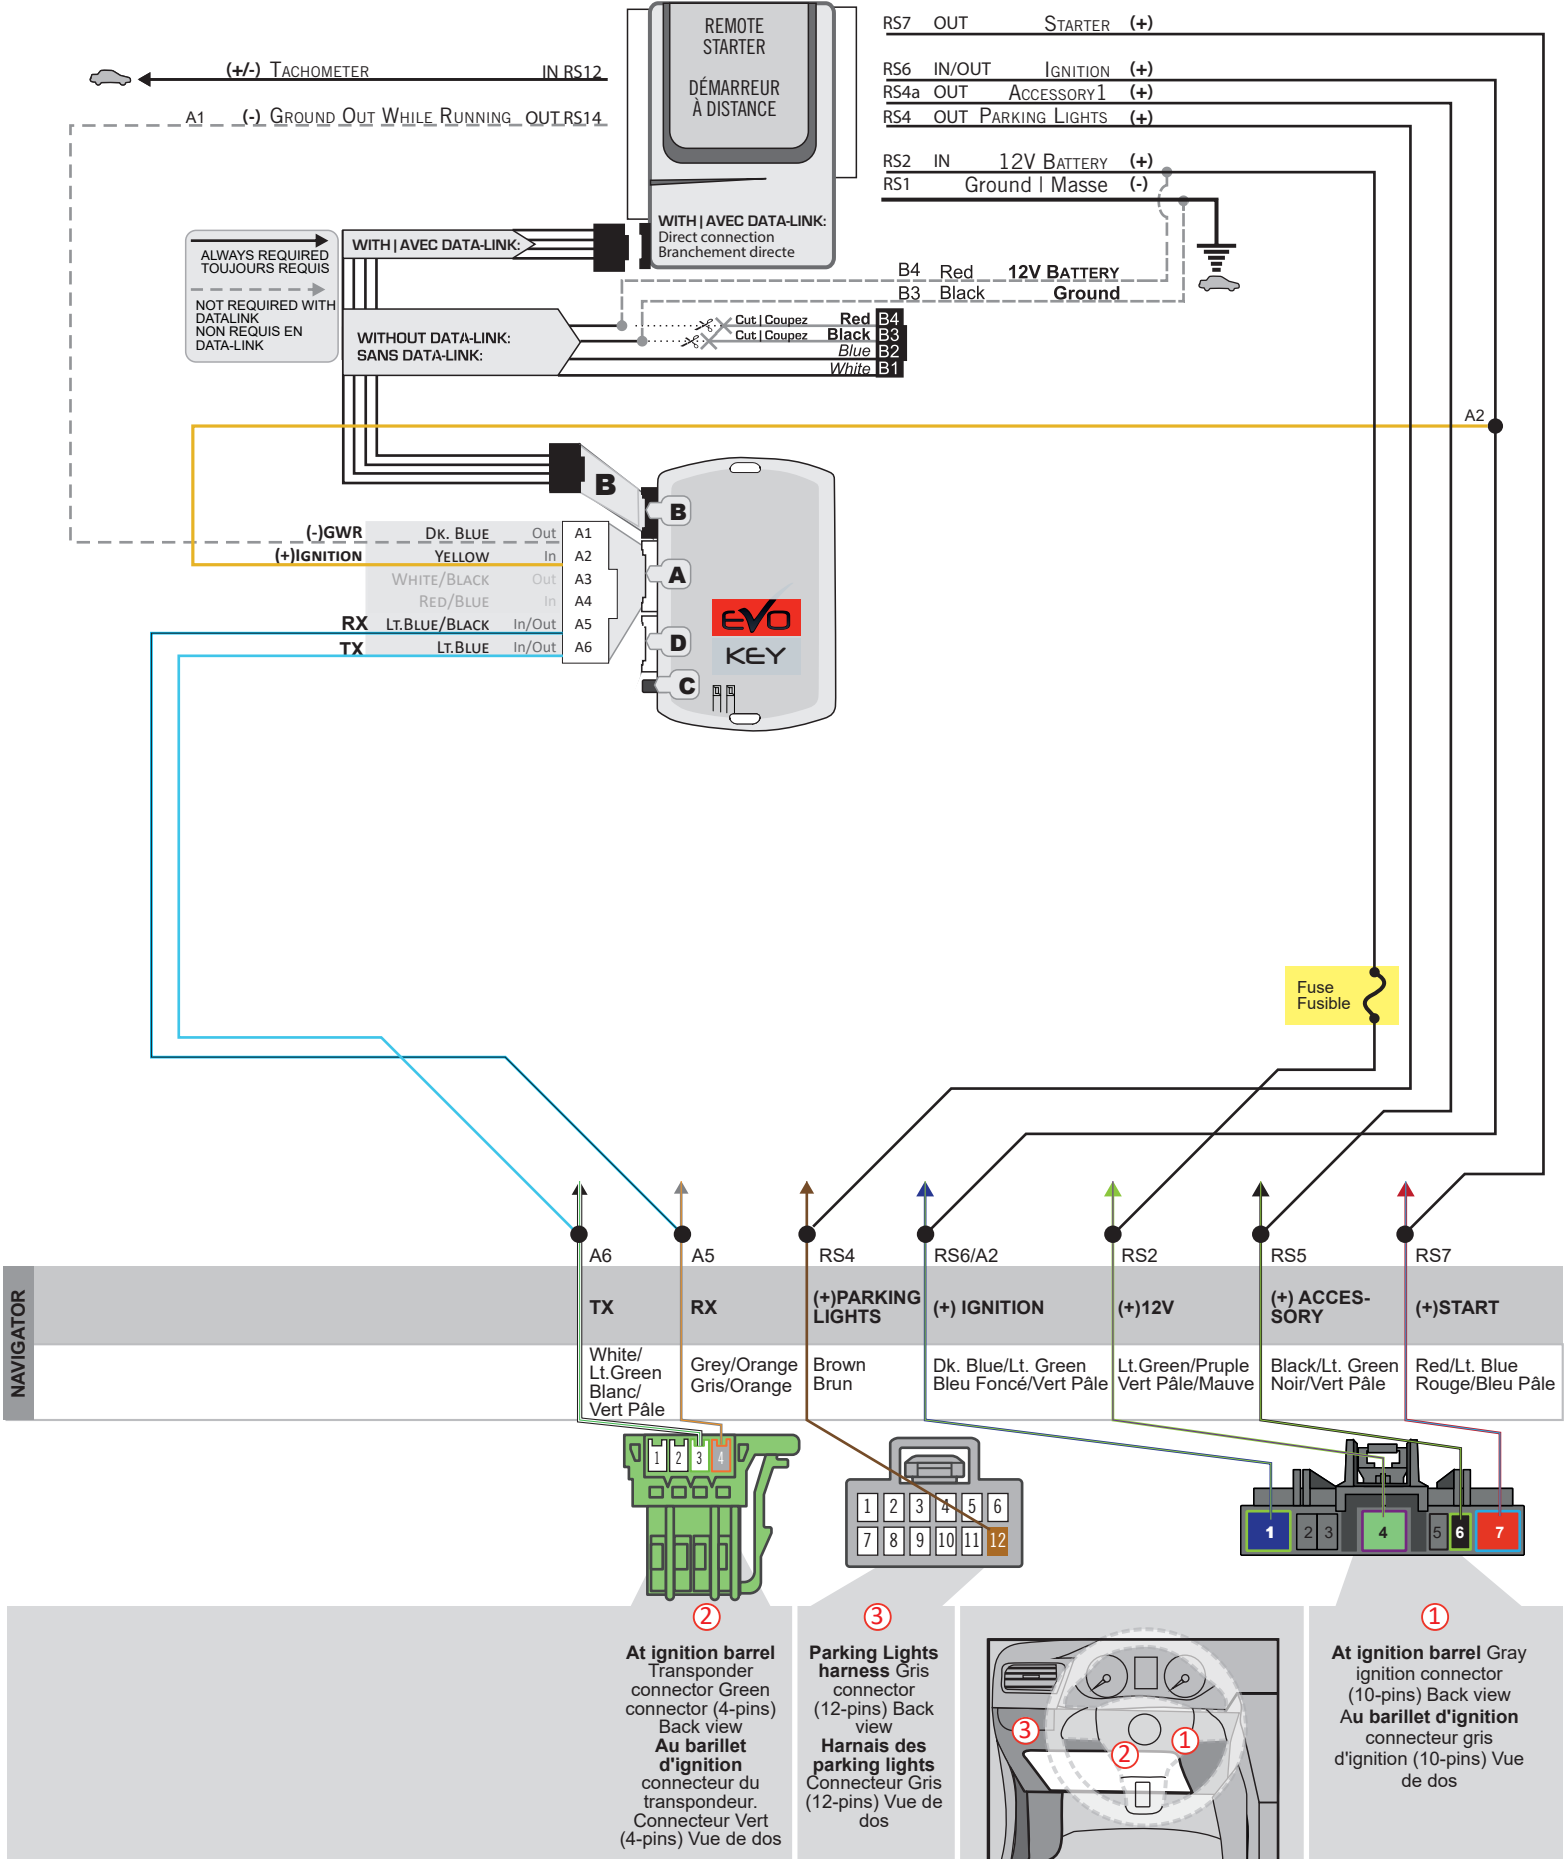 REMOTE
STARTER
DÉMARREUR
À DISTANCE
WITH | AVEC DATA-LINK:
Direct connection
Branchement directe
(+/-) TACHOMETER IN RS12
A1 (-) GROUND OUT WHILE RUNNING OUT RS14
RS7 OUT STARTER (+)
RS6 IN/OUT IGNITION (+)
RS4a OUT ACCESSORY1 (+)
RS4 OUT PARKING LIGHTS (+)
RS2 IN 12V BATTERY (+)
RS1 Ground | Masse (-)
ALWAYS REQUIRED
TOUJOURS REQUIS
NOT REQUIRED WITH
DATALINK
NON REQUIS EN
DATA-LINK
WITH | AVEC DATA-LINK:
WITHOUT DATA-LINK:
SANS DATA-LINK:
B4 Red 12V BATTERY
B3 Black Ground
Cut | Coupez Red B4
Cut | Coupez Black B3
Blue B2
White B1
A2
B
B
A
D
C
EVO
KEY
(-)GWR DK. BLUE Out A1
(+)IGNITION YELLOW In A2
WHITE/BLACK Out A3
RED/BLUE In A4
RX LT.BLUE/BLACK In/Out A5
TX LT.BLUE In/Out A6
Fuse
Fusible
A6 A5 RS4 RS6/A2 RS2 RS5 RS7
NAVIGATOR
TX
RX
(+)PARKING
LIGHTS
(+) IGNITION
(+)12V
(+) ACCES-
SORY
(+)START
White/
Lt.Green
Blanc/
Vert Pâle
Grey/Orange
Gris/Orange
Brown
Brun
Dk. Blue/Lt. Green
Bleu Foncé/Vert Pâle
Lt.Green/Pruple
Vert Pâle/Mauve
Black/Lt. Green
Noir/Vert Pâle
Red/Lt. Blue
Rouge/Bleu Pâle
1 2 3 4
1 2 3 4 5 6
7 8 9 10 11 12
1 2 3 4 5 6 7
2
At ignition barrel
Transponder
connector Green
connector (4-pins)
Back view
Au barillet
d'ignition
connecteur du
transpondeur.
Connecteur Vert
(4-pins) Vue de dos
3
Parking Lights
harness Gris
connector
(12-pins) Back
view
Harnais des
parking lights
Connecteur Gris
(12-pins) Vue de
dos
3
2
1
1
At ignition barrel Gray
ignition connector
(10-pins) Back view
Au barillet d'ignition
connecteur gris
d'ignition (10-pins) Vue
de dos